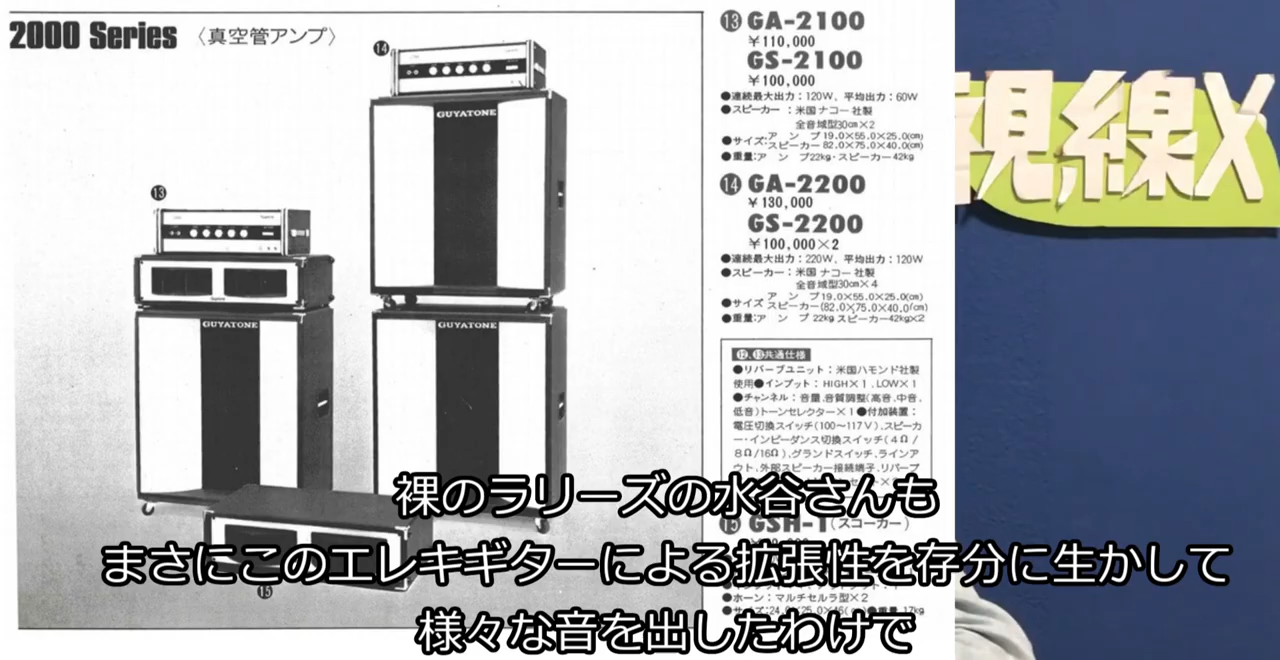 2000 Series 〈真空管アンプ〉
⑭
GUYATONE
⑬
GUYATONE
GUYATONE
⑮
⑬ GA-2100
￥110,000
GS-2100
￥100,000
●連続最大出力：120W、平均出力：60W
●スピーカー：米国ナコー社製
全音域型30cm×2
●サイズ：アンプ19.0×55.0×25.0(cm)
スピーカー82.0×75.0×40.0(cm)
●重量：アンプ22kg・スピーカー42kg
⑭ GA-2200
￥130,000
GS-2200
￥100,000×2
●連続最大出力：220W、平均出力：120W
●スピーカー：米国ナコー社製
全音域型30cm×4
●サイズ アンプ19.0×55.0×25.0(cm)
スピーカー(82.0×75.0×40.0(cm)
●重量：アンプ 22kg スピーカー42kg×2
⑫、⑬共通仕様
●リバーブユニット：米国ハモンド社製
使用●インプット：HIGH×1、LOW×1
●チャンネル：音量、音質調整(高音、中音、
低音)トーンセレクター×1●付加装置：
電圧切換スイッチ(100〜117V)、スピーカ
ー・インピーダンス切換スイッチ(4Ω/
8Ω/16Ω)、グランドスイッチ、ラインア
ウト、外部スピーカー接続端子、リバーブ
⑮ GSH-1(スコーカー)
●ホーン：マルチセルラ型×2
視線X
裸のラリーズの水谷さんも
まさにこのエレキギターによる拡張性を存分に生かして
様々な音を出したわけで